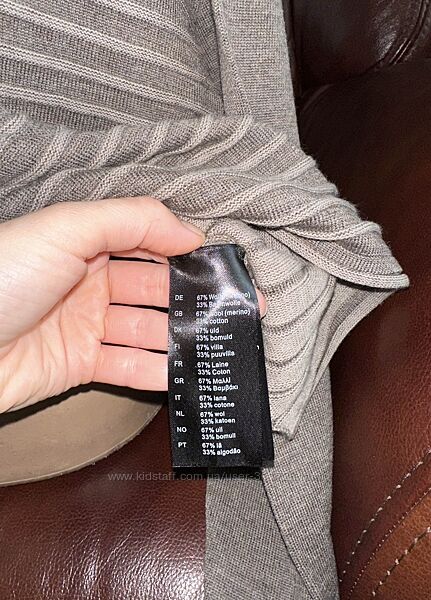 DE 67% Wolle (merino)
33% Baumwolle
GB 67% Wool (merino)
33% cotton
DK 67% uld
33% bomuld
FI 67% villa
33% puuvilla
FR 67% Laine
33% Coton
GR 67% Μαλλί
33% Βαμβάκι
IT 67% lana
33% cotone
NL 67% wol
33% katoen
NO 67% ull
33% bomull
PT 67% lã
33% algodão
www.kidstaff.com.ua/user-3